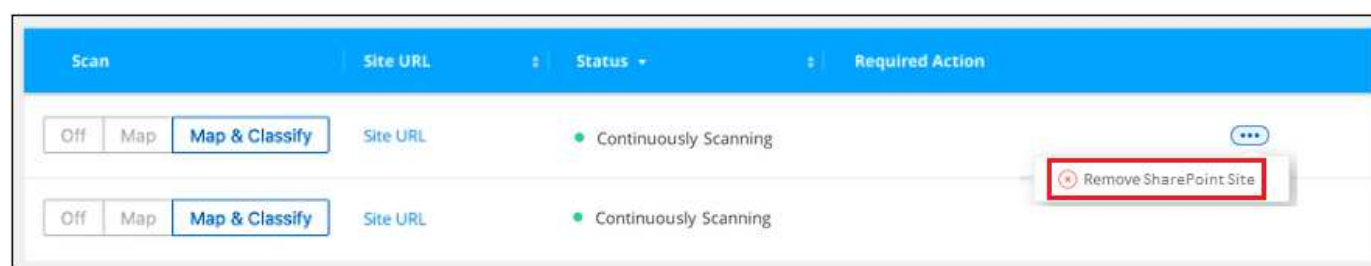 Scan Site URL Status Required Action
Off Map Map & Classify Site URL Continuously Scanning
Remove SharePoint Site
Off Map Map & Classify Site URL Continuously Scanning